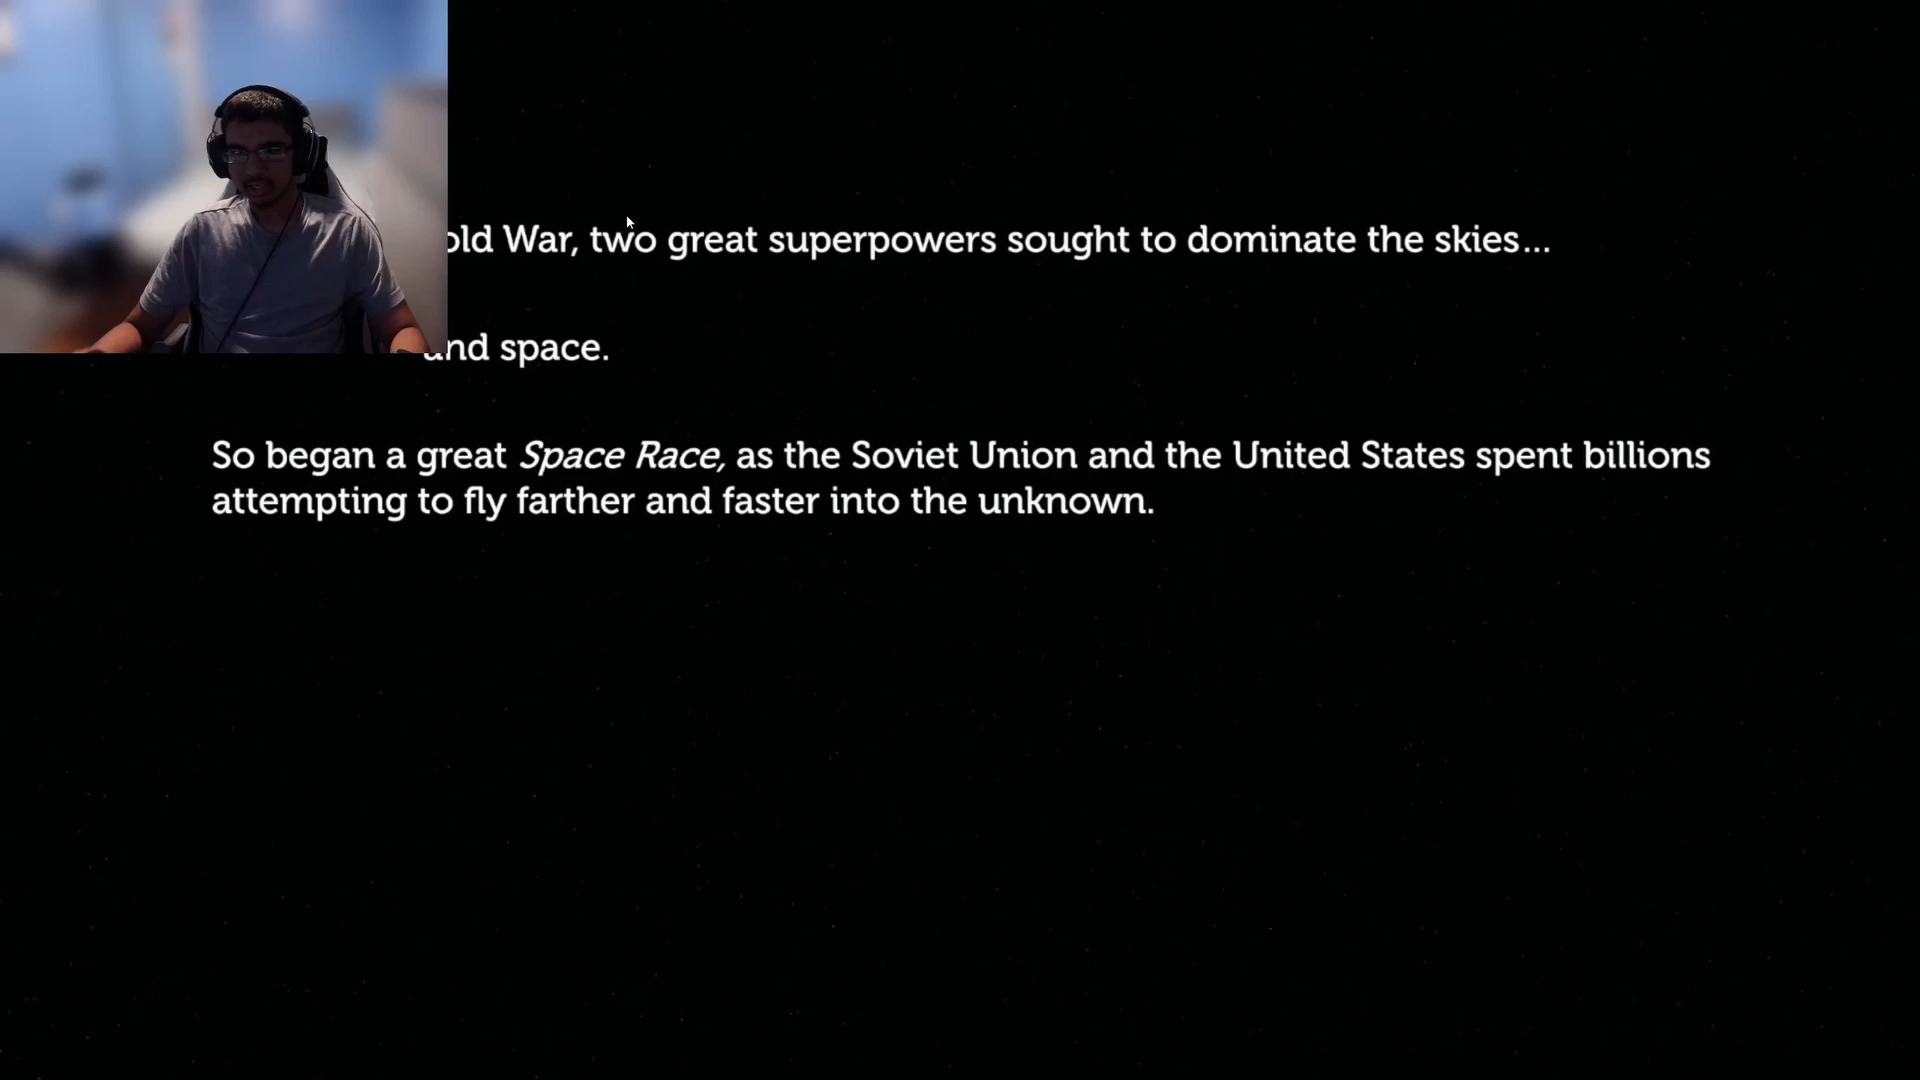 War, two great superpowers sought to dominate the skies...
and space.
So began a great Space Race, as the Soviet Union and the United States spent billions
attempting to fly farther and faster into the unknown.